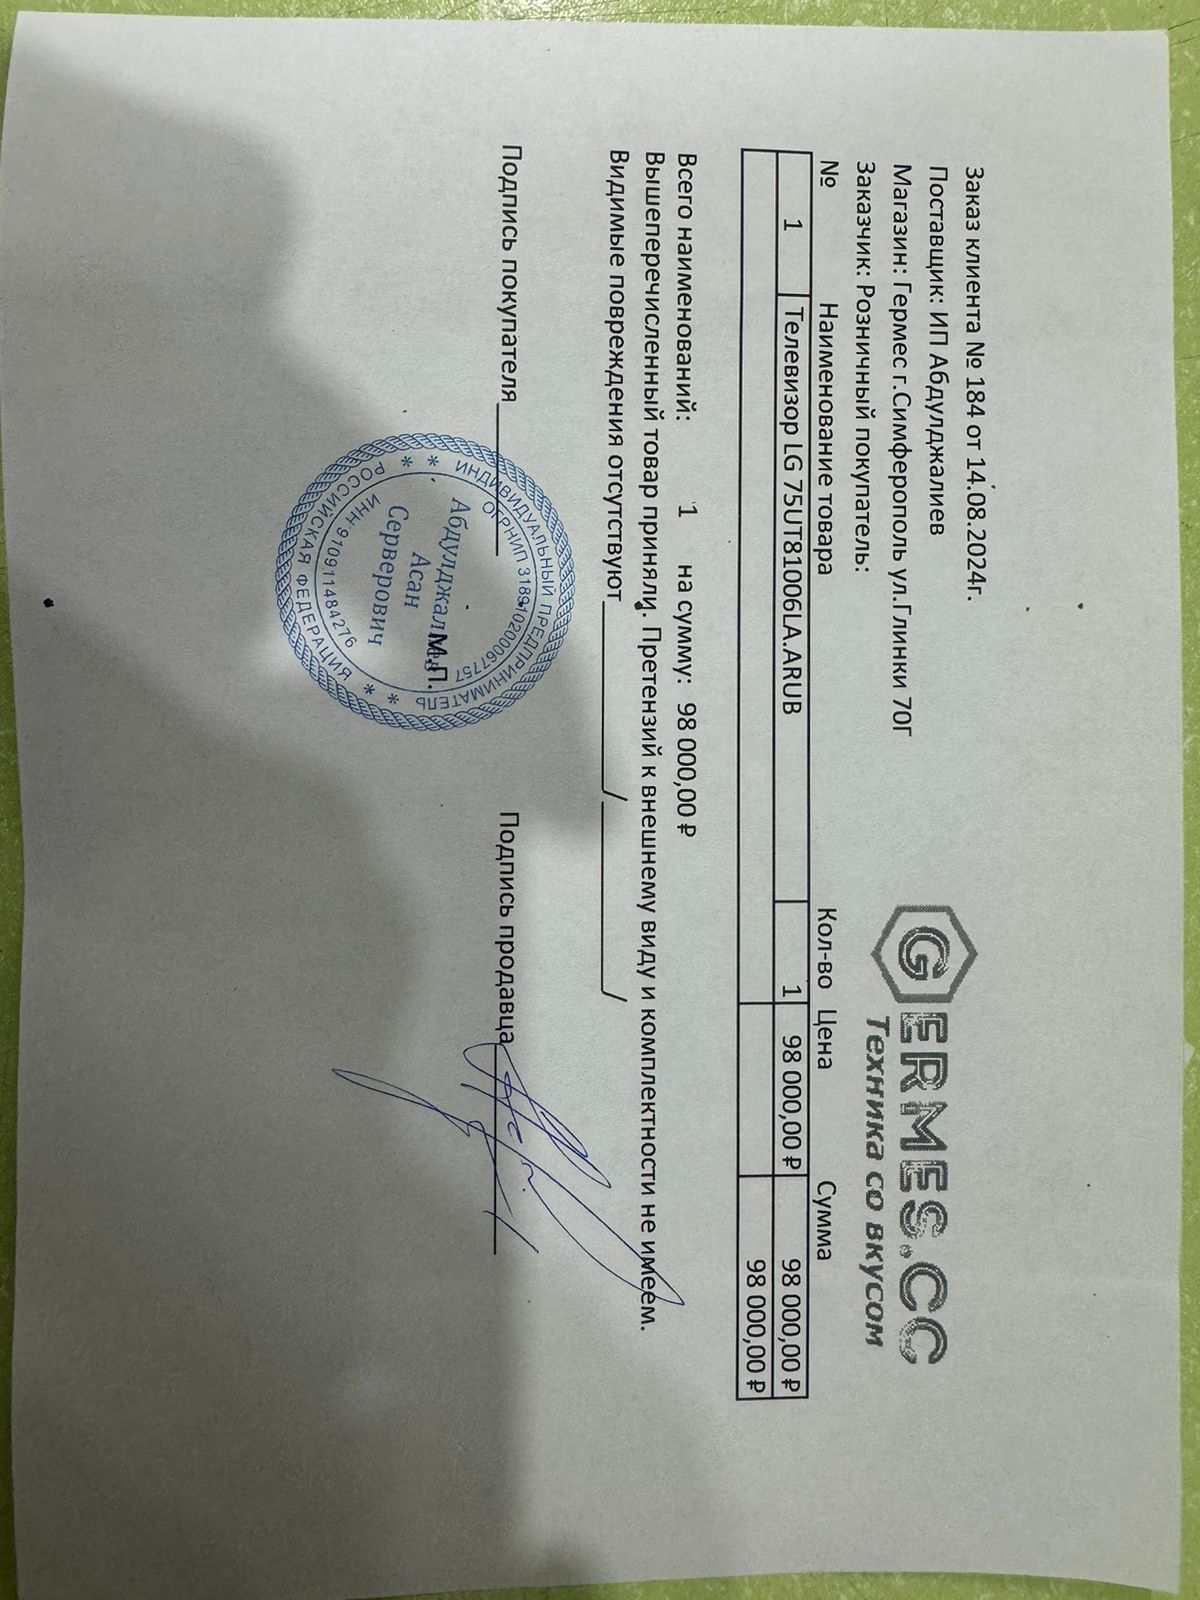 Заказ клиента № 184 от 14.08.2024г.
Поставщик: ИП Абдулджалиев
Магазин: Гермес г.Симферополь ул.Глинки 70Г
Заказчик: Розничный покупатель:
GERMES.CC
Техника со вкусом
№ Наименование товара Кол-во Цена Сумма
1 Телевизор LG 75UT81006LA.ARUB 1 98 000,00 ₽ 98 000,00 ₽
98 000,00 ₽
Всего наименований: 1 на сумму: 98 000,00 ₽
Вышеперечисленный товар приняли. Претензий к внешнему виду и комплектности не имеем.
Видимые повреждения отсутствуют / /
Подпись покупателя Подпись продавца
М.П.
ИНДИВИДУАЛЬНЫЙ ПРЕДПРИНИМАТЕЛЬ
ОГРНИП 318910200067757
Абдулджалиев
Асан
Серверович
ИНН 910911484276
РОССИЙСКАЯ ФЕДЕРАЦИЯ